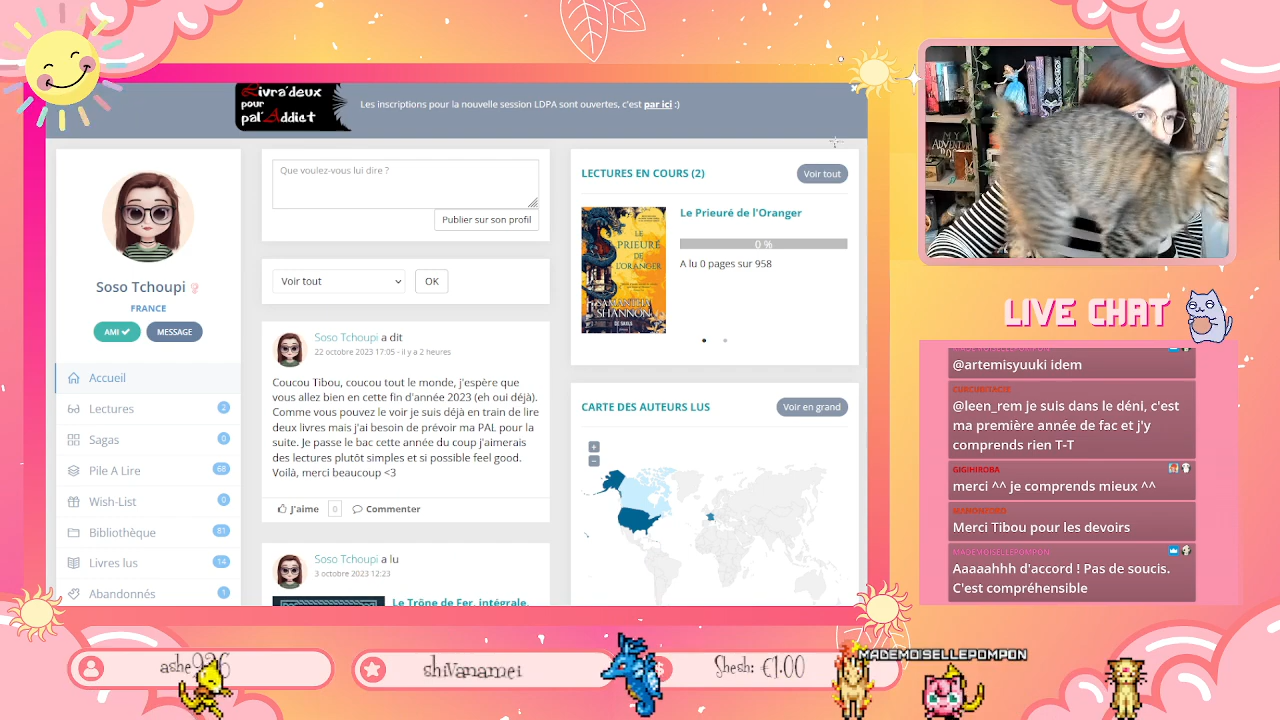 Livra'deux
pour
pal'Addict
Les inscriptions pour la nouvelle session LDPA sont ouvertes, c'est par ici :)
Soso Tchoupi
FRANCE
AMI
MESSAGE
Accueil
Lectures 2
Sagas 0
Pile A Lire 68
Wish-List 0
Bibliothèque 81
Livres lus 14
Abandonnés 1
Que voulez-vous lui dire ?
Publier sur son profil
Voir tout
OK
Soso Tchoupi a dit
22 octobre 2023 17:05 - il y a 2 heures
Coucou Tibou, coucou tout le monde, j'espère que
vous allez bien en cette fin d'année 2023 (eh oui déjà).
Comme vous pouvez le voir je suis déjà en train de lire
deux livres mais j'ai besoin de prévoir ma PAL pour la
suite. Je passe le bac cette année du coup j'aimerais
des lectures plutôt simples et si possible feel good.
Voilà, merci beaucoup <3
J'aime 0 Commenter
Soso Tchoupi a lu
3 octobre 2023 12:23
Le Trône de Fer, intégrale,
LECTURES EN COURS (2)
Voir tout
LE
PRIEURÉ
DE
L'ORANGER
SAMANTHA
SHANNON
DE SAXUS
Le Prieuré de l'Oranger
0 %
A lu 0 pages sur 958
CARTE DES AUTEURS LUS
Voir en grand
+
−
LIVE CHAT
MADEMOISELLEPOMPON
@artemisyuuki idem
@leen_rem je suis dans le déni, c'est
ma première année de fac et j'y
comprends rien T-T
GIGIHIROBA
merci ^^ je comprends mieux ^^
Merci Tibou pour les devoirs
MADEMOISELLEPOMPON
Aaaaahhh d'accord ! Pas de soucis.
C'est compréhensible
ashe926
shivanamei
Shesh: €1.00
MADEMOISELLEPOMPON